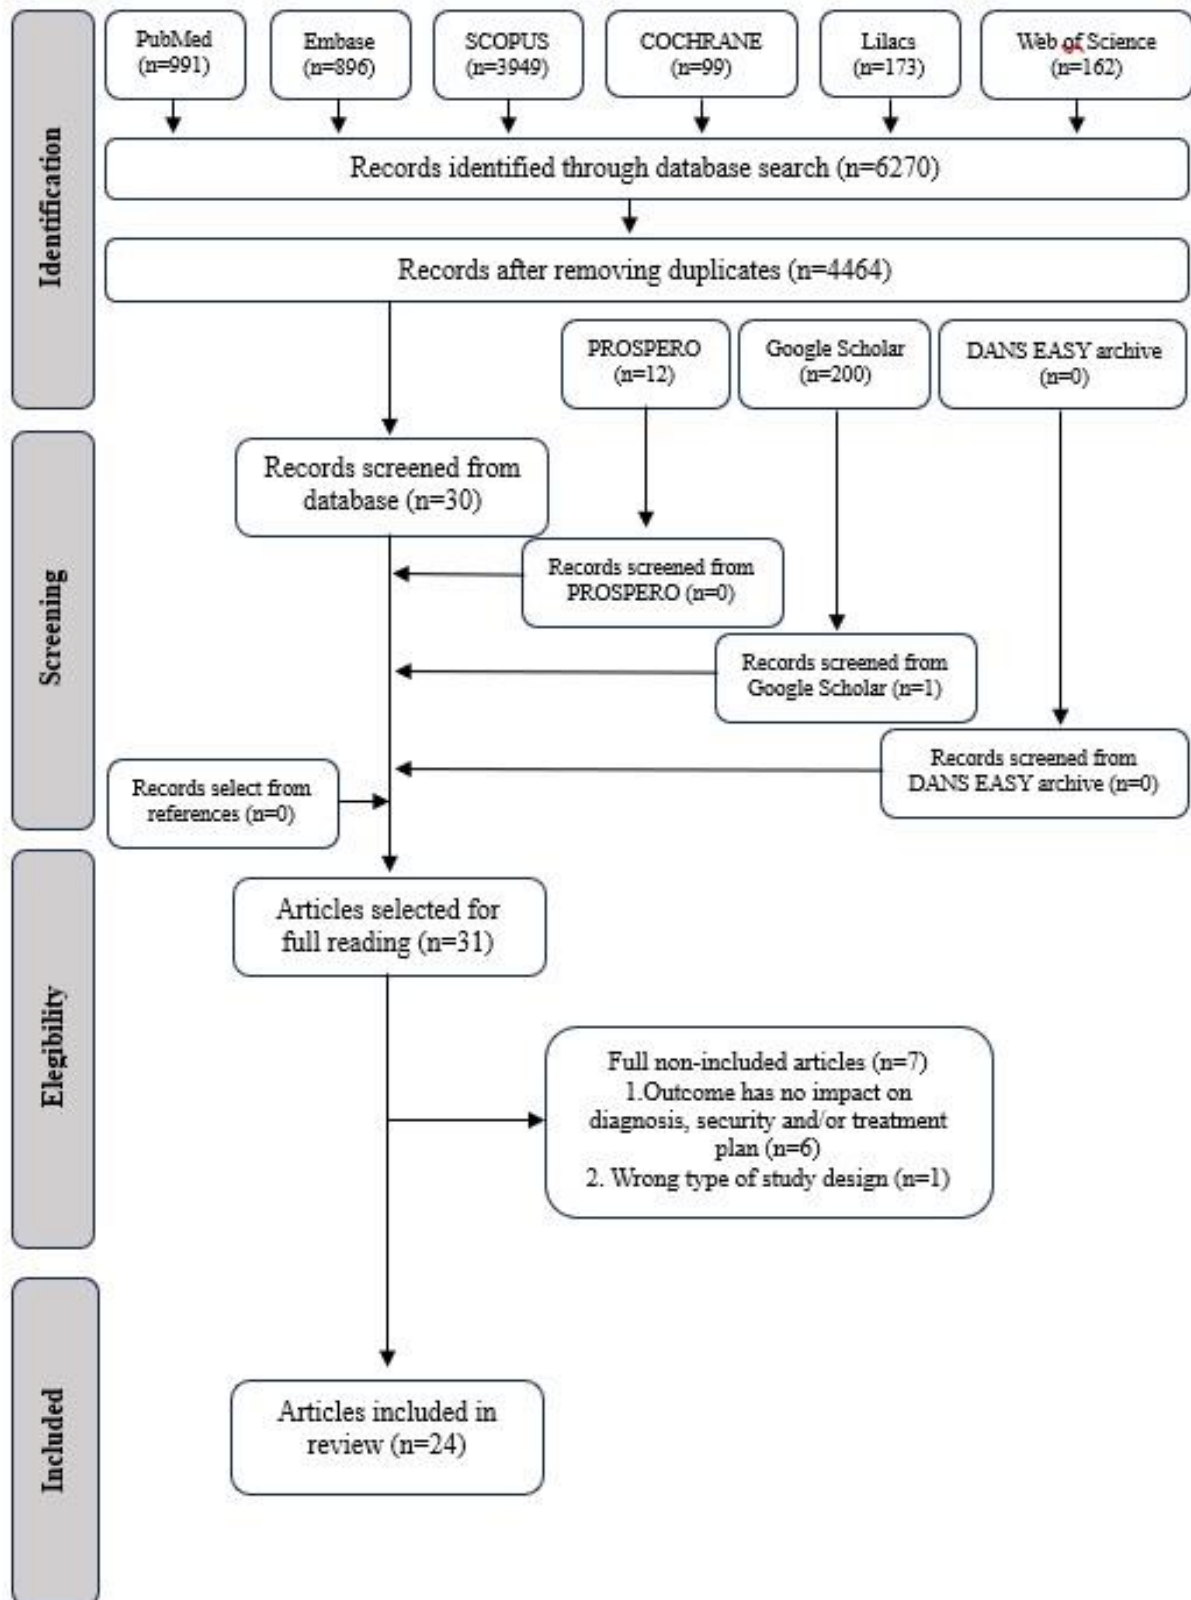 Identification
PubMed
(n=991)
Embase
(n=896)
SCOPUS
(n=3949)
COCHRANE
(n=99)
Lilacs
(n=173)
Web of Science
(n=162)
Records identified through database search (n=6270)
Records after removing duplicates (n=4464)
PROSPERO
(n=12)
Google Scholar
(n=200)
DANS EASY archive
(n=0)
Screening
Records screened from
database (n=30)
Records screened from
PROSPERO (n=0)
Records screened from
Google Scholar (n=1)
Records screened from
DANS EASY archive (n=0)
Records select from
references (n=0)
Elegibility
Articles selected for
full reading (n=31)
Full non-included articles (n=7)
1.Outcome has no impact on
diagnosis, security and/or treatment
plan (n=6)
2. Wrong type of study design (n=1)
Included
Articles included in
review (n=24)